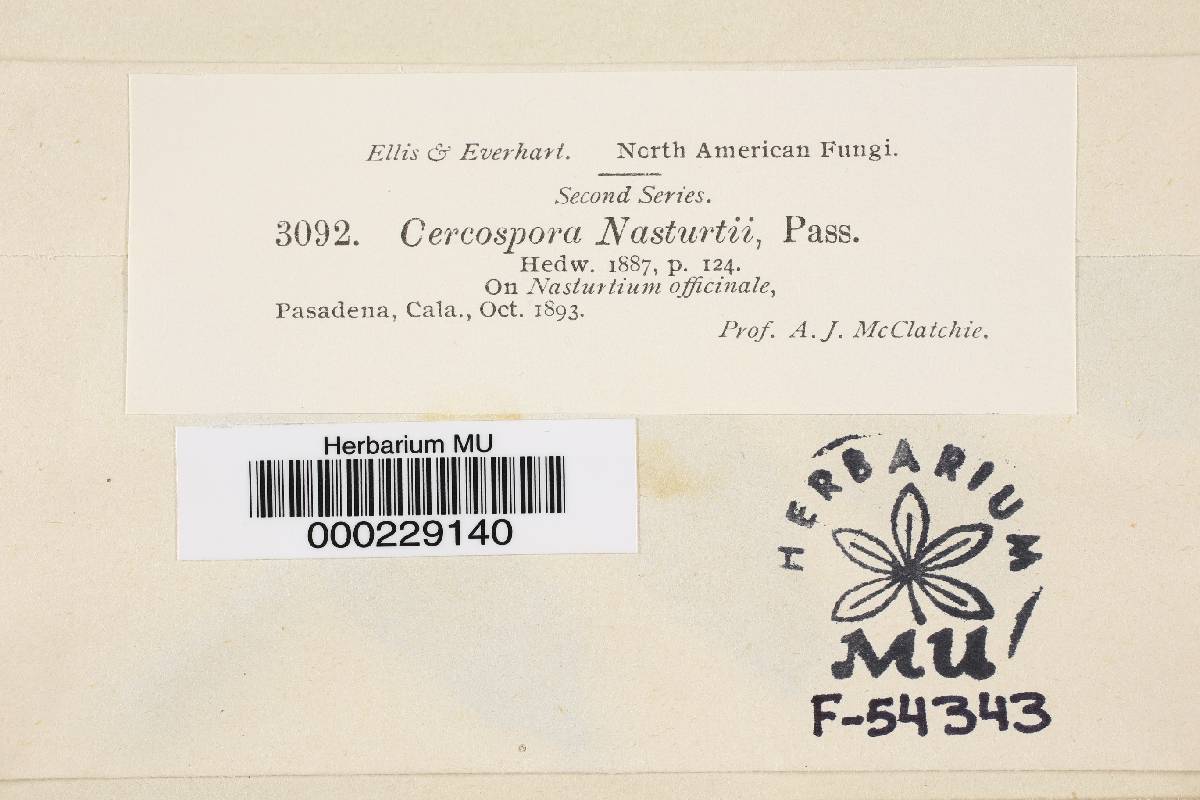 Ellis & Everhart. North American Fungi.
Second Series.
3092. Cercospora Nasturtii, Pass.
Hedw. 1887, p. 124.
On Nasturtium officinale,
Pasadena, Cala., Oct. 1893.
Prof. A. J. McClatchie.
Herbarium MU
000229140
HERBARIUM
MU
F-54343